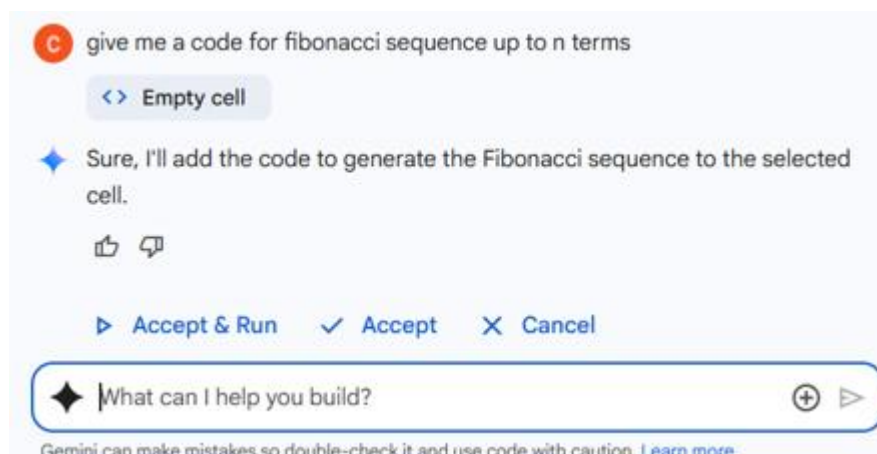 C give me a code for fibonacci sequence up to n terms
<> Empty cell
Sure, I'll add the code to generate the Fibonacci sequence to the selected
cell.
Accept & Run Accept Cancel
What can I help you build?
Gemini can make mistakes so double-check it and use code with caution. Learn more